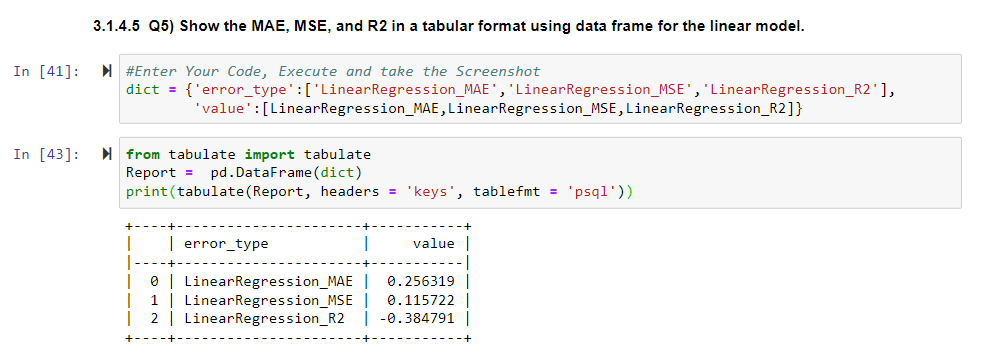 3.1.4.5 Q5) Show the MAE, MSE, and R2 in a tabular format using data frame for the linear model.
In [41]: #Enter Your Code, Execute and take the Screenshot
dict = {'error_type':['LinearRegression_MAE','LinearRegression_MSE','LinearRegression_R2'],
'value':[LinearRegression_MAE,LinearRegression_MSE,LinearRegression_R2]}
In [43]: from tabulate import tabulate
Report =  pd.DataFrame(dict)
print(tabulate(Report, headers = 'keys', tablefmt = 'psql'))
+----+----------------------+-----------+
|    | error_type           |     value |
|----+----------------------+-----------|
|  0 | LinearRegression_MAE |  0.256319 |
|  1 | LinearRegression_MSE |  0.115722 |
|  2 | LinearRegression_R2  | -0.384791 |
+----+----------------------+-----------+